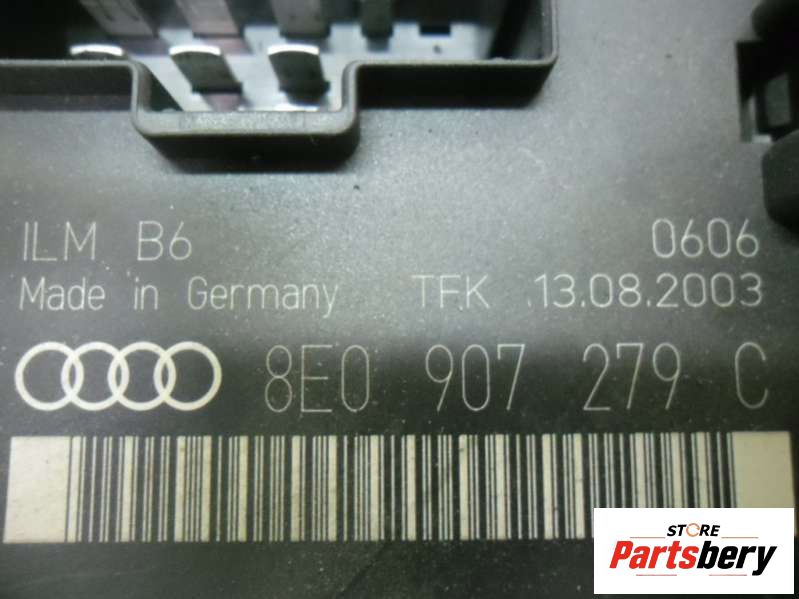 ILM B6 0606
Made in Germany TFK 13.08.2003
8E0 907 279 C
STORE
Partsbery